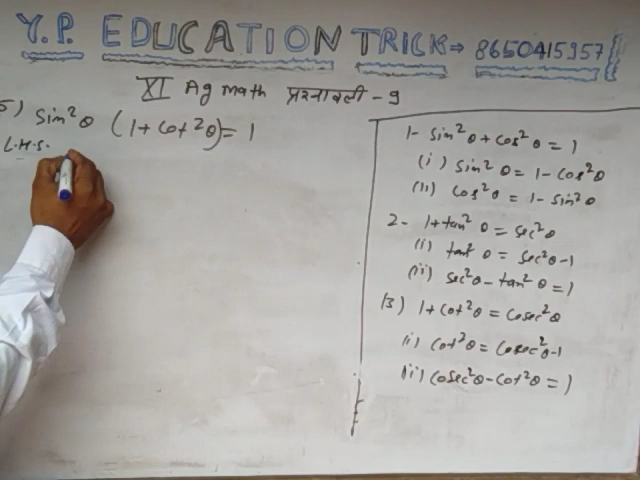 Y.P. EDUCATION TRICK→ 8650415957
XI Ag math प्रश्नावली - 9
5) sin²θ (1+cot²θ)=1
L.H.S.
1- sin²θ+cos²θ=1
(i) sin²θ = 1-cos²θ
(ii) cos²θ = 1-sin²θ
2- 1+tan²θ = sec²θ
(i) tan²θ = sec²θ-1
(ii) sec²θ-tan²θ=1
(3) 1+cot²θ=cosec²θ
(i) cot²θ=cosec²θ-1
(ii) cosec²θ-cot²θ=1